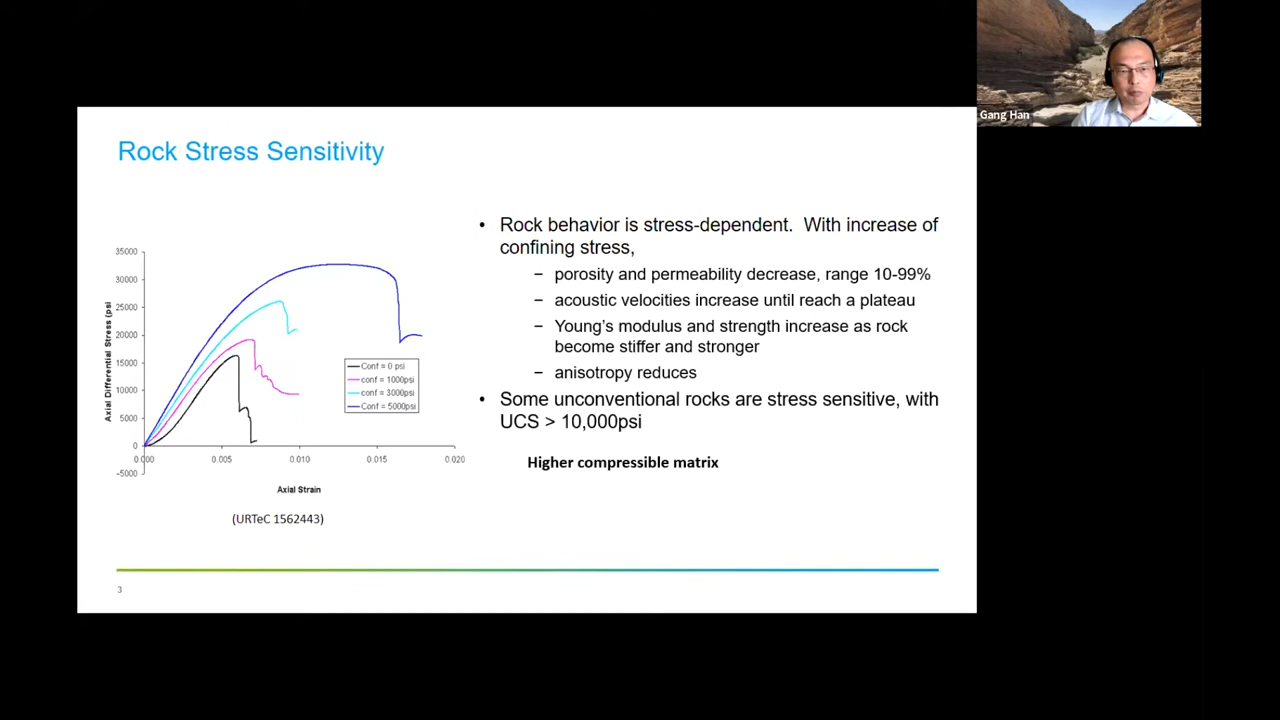 Gang Han
Rock Stress Sensitivity
• Rock behavior is stress-dependent. With increase of
confining stress,
− porosity and permeability decrease, range 10-99%
− acoustic velocities increase until reach a plateau
− Young's modulus and strength increase as rock
become stiffer and stronger
− anisotropy reduces
• Some unconventional rocks are stress sensitive, with
UCS > 10,000psi
Higher compressible matrix
Axial Differential Stress (psi
35000
30000
25000
20000
15000
10000
5000
0
-5000
0.000 0.005 0.010 0.015 0.020
Axial Strain
Conf = 0 psi
conf = 1000psi
conf = 3000psi
Conf = 5000psi
(URTeC 1562443)
3